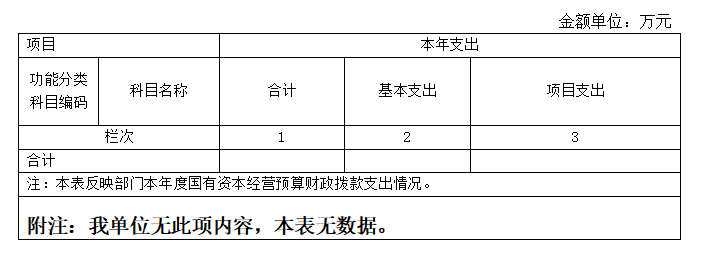 金额单位：万元
项目 本年支出
功能分类
科目编码 科目名称 合计 基本支出 项目支出
栏次 1 2 3
合计
注：本表反映部门本年度国有资本经营预算财政拨款支出情况。
附注：我单位无此项内容，本表无数据。